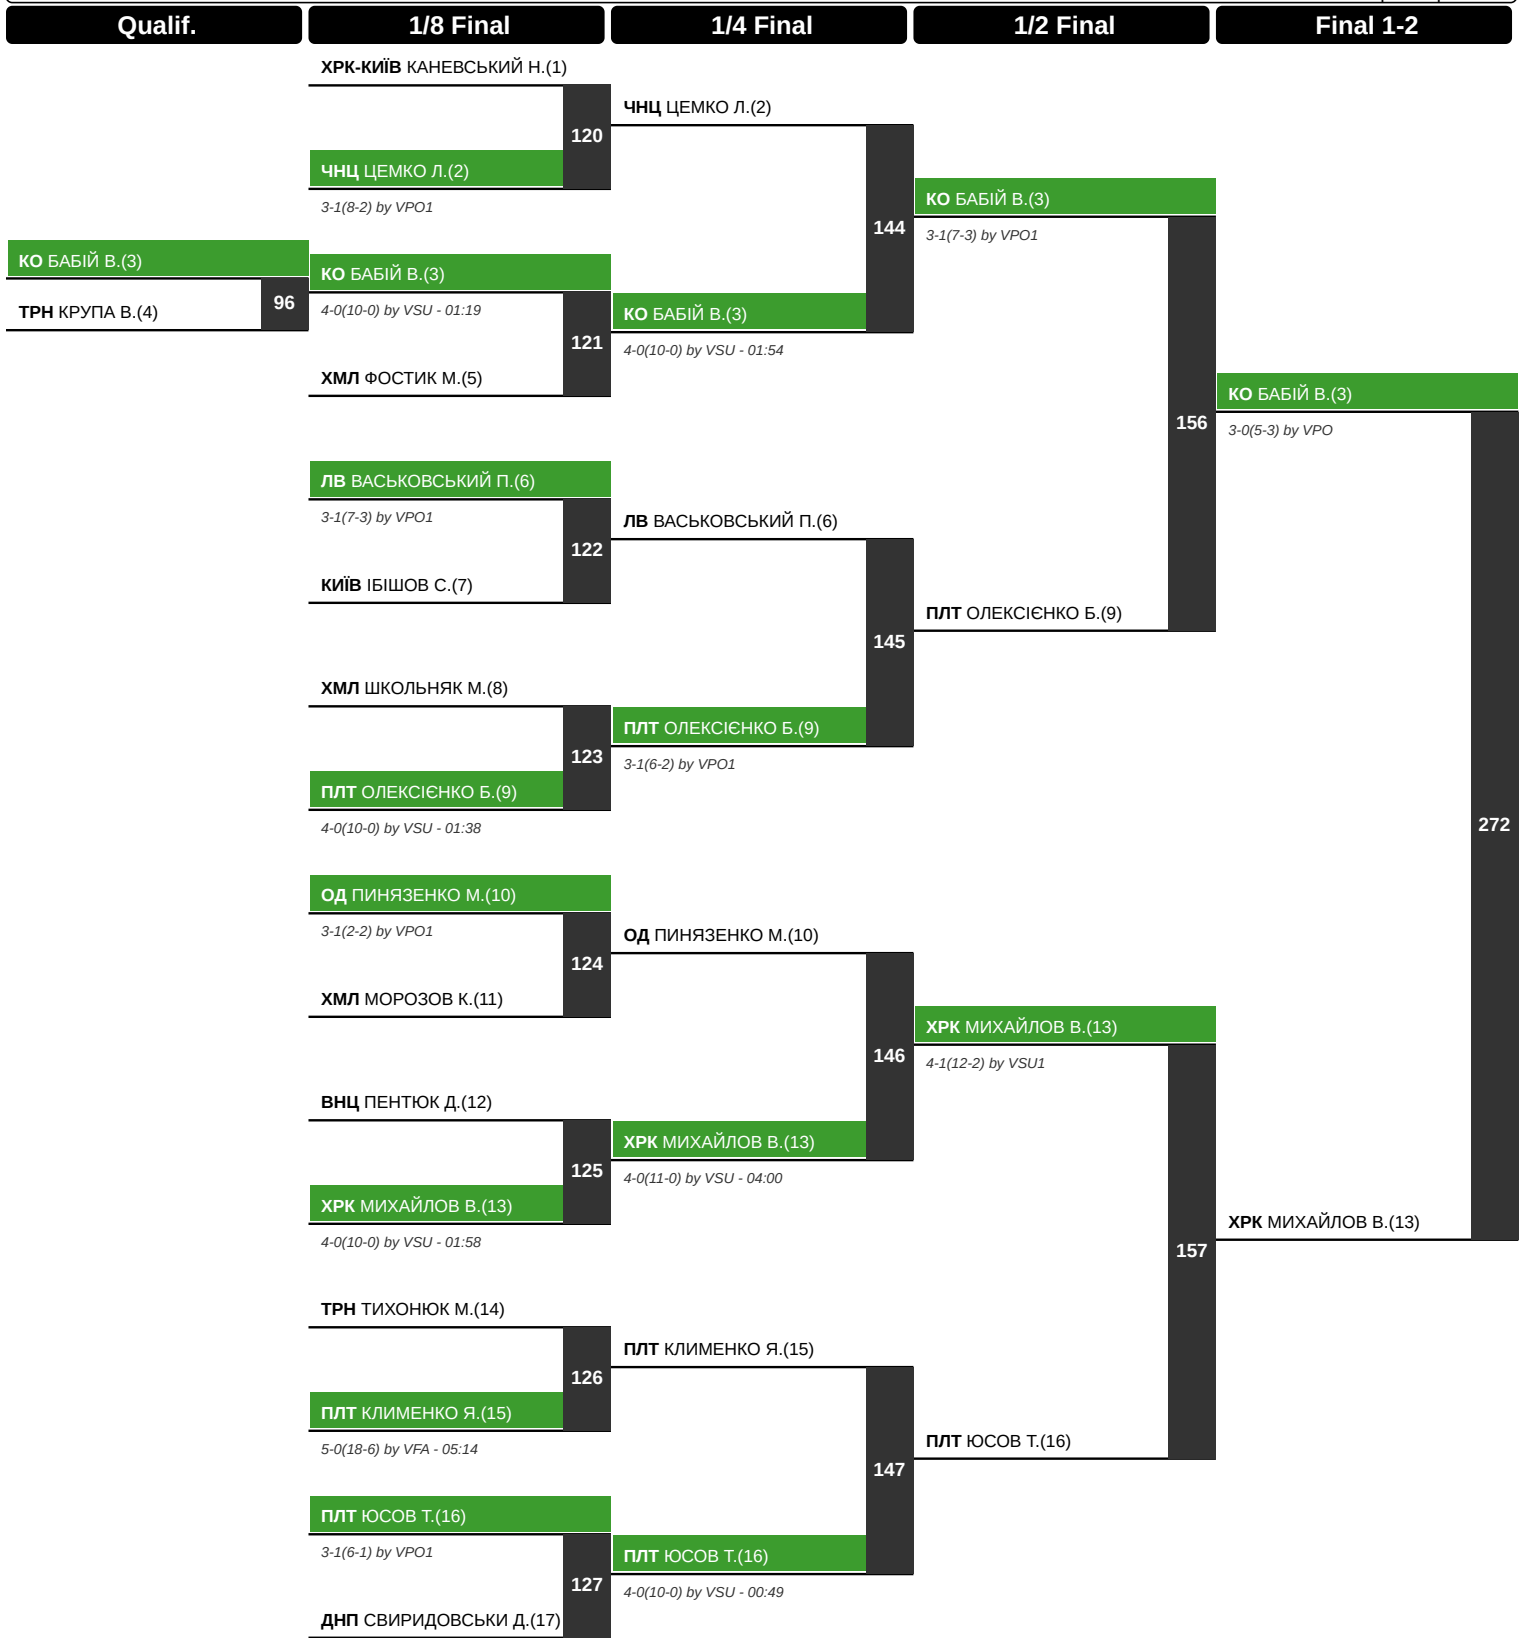 Qualif.
1/8 Final
1/4 Final
1/2 Final
Final 1-2
КО БАБІЙ В.(3)
ТРН КРУПА В.(4)
96
ХРК-КИЇВ КАНЕВСЬКИЙ Н.(1)
120
ЧНЦ ЦЕМКО Л.(2)
3-1(8-2) by VPO1
КО БАБІЙ В.(3)
4-0(10-0) by VSU - 01:19
121
ХМЛ ФОСТИК М.(5)
ЛВ ВАСЬКОВСЬКИЙ П.(6)
3-1(7-3) by VPO1
122
КИЇВ ІБІШОВ С.(7)
ХМЛ ШКОЛЬНЯК М.(8)
123
ПЛТ ОЛЕКСІЄНКО Б.(9)
4-0(10-0) by VSU - 01:38
ОД ПИНЯЗЕНКО М.(10)
3-1(2-2) by VPO1
124
ХМЛ МОРОЗОВ К.(11)
ВНЦ ПЕНТЮК Д.(12)
125
ХРК МИХАЙЛОВ В.(13)
4-0(10-0) by VSU - 01:58
ТРН ТИХОНЮК М.(14)
126
ПЛТ КЛИМЕНКО Я.(15)
5-0(18-6) by VFA - 05:14
ПЛТ ЮСОВ Т.(16)
3-1(6-1) by VPO1
127
ДНП СВИРИДОВСЬКИ Д.(17)
ЧНЦ ЦЕМКО Л.(2)
144
КО БАБІЙ В.(3)
4-0(10-0) by VSU - 01:54
ЛВ ВАСЬКОВСЬКИЙ П.(6)
145
ПЛТ ОЛЕКСІЄНКО Б.(9)
3-1(6-2) by VPO1
ОД ПИНЯЗЕНКО М.(10)
146
ХРК МИХАЙЛОВ В.(13)
4-0(11-0) by VSU - 04:00
ПЛТ КЛИМЕНКО Я.(15)
147
ПЛТ ЮСОВ Т.(16)
4-0(10-0) by VSU - 00:49
КО БАБІЙ В.(3)
3-1(7-3) by VPO1
156
ПЛТ ОЛЕКСІЄНКО Б.(9)
ХРК МИХАЙЛОВ В.(13)
4-1(12-2) by VSU1
157
ПЛТ ЮСОВ Т.(16)
КО БАБІЙ В.(3)
3-0(5-3) by VPO
272
ХРК МИХАЙЛОВ В.(13)